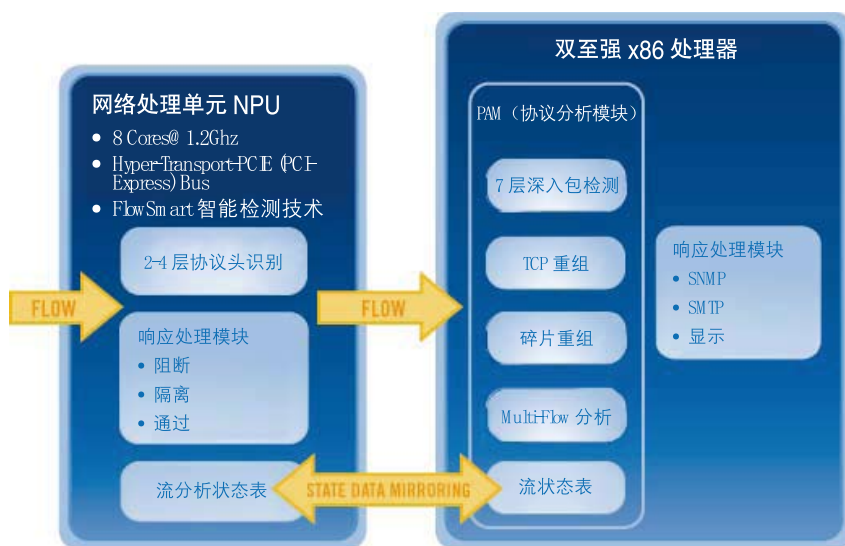 网络处理单元 NPU
• 8 Cores@ 1.2Ghz
• Hyper-Transport-PCIE (PCI-
Express) Bus
• FlowSmart 智能检测技术
2-4 层协议头识别
FLOW
响应处理模块
• 阻断
• 隔离
• 通过
流分析状态表
FLOW
STATE DATA MIRRORING
双至强 x86 处理器
PAM（协议分析模块）
7 层深入包检测
TCP 重组
碎片重组
Multi-Flow 分析
流状态表
响应处理模块
• SNMP
• SMTP
• 显示